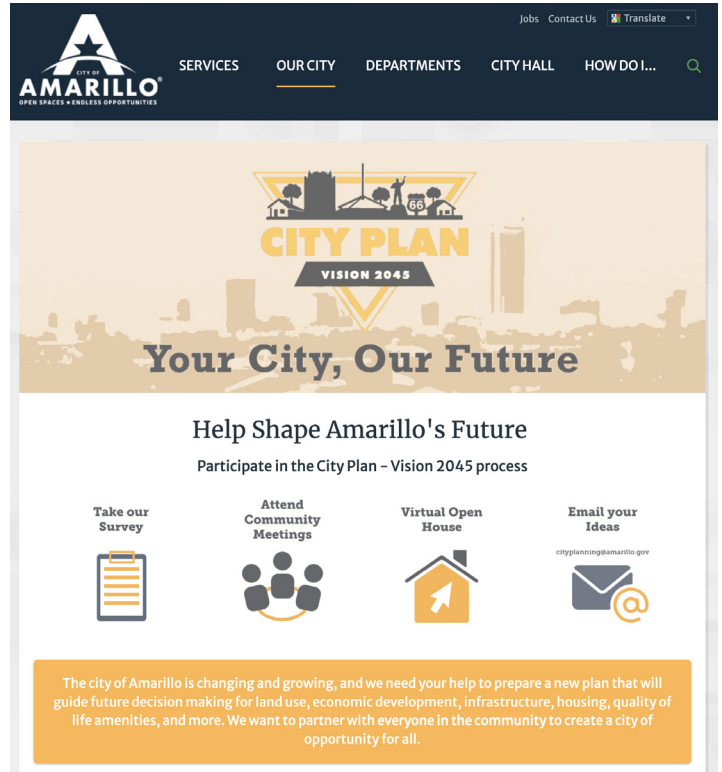 Jobs Contact Us Translate
CITY OF
AMARILLO®
OPEN SPACES ★ ENDLESS OPPORTUNITIES
SERVICES OUR CITY DEPARTMENTS CITY HALL HOW DO I...
66
CITY PLAN
VISION 2045
Your City, Our Future
Help Shape Amarillo's Future
Participate in the City Plan – Vision 2045 process
Take our
Survey
Attend
Community
Meetings
Virtual Open
House
Email your
Ideas
cityplanning@amarillo.gov
@
The city of Amarillo is changing and growing, and we need your help to prepare a new plan that will
guide future decision making for land use, economic development, infrastructure, housing, quality of
life amenities, and more. We want to partner with everyone in the community to create a city of
opportunity for all.